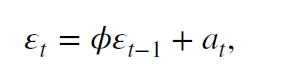 εₜ = ϕεₜ₋₁ + aₜ,